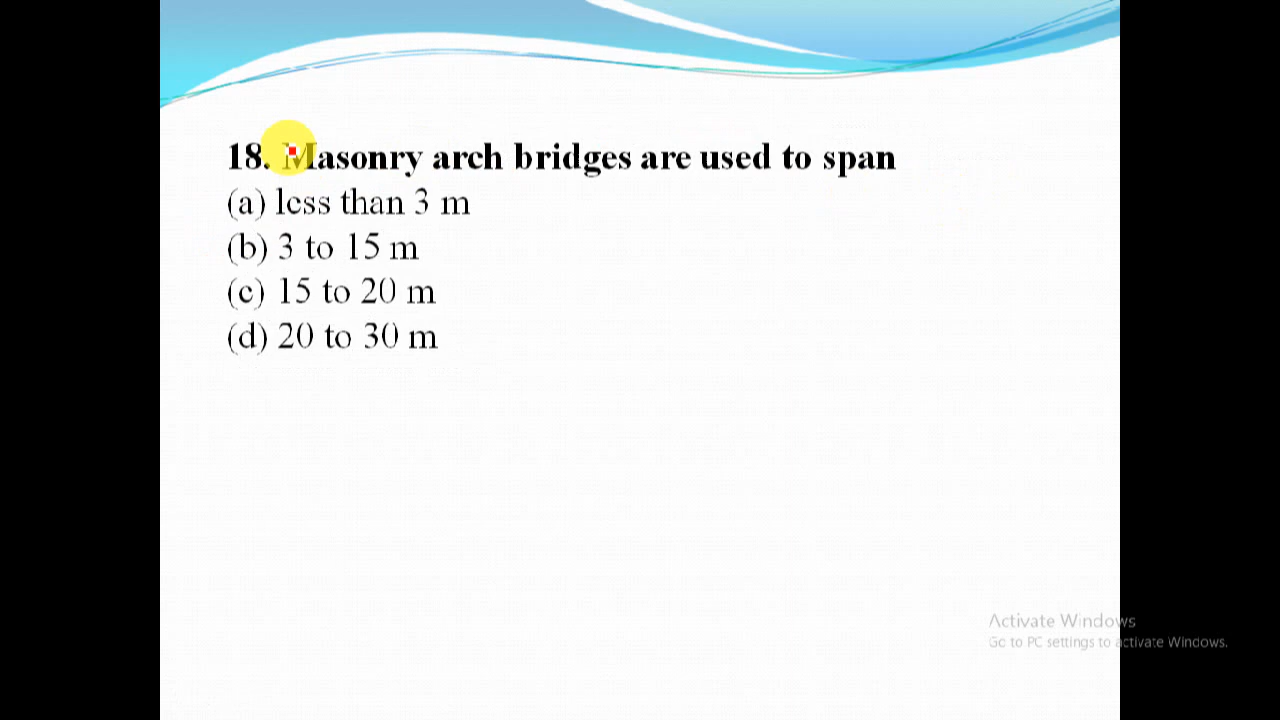 18. Masonry arch bridges are used to span
(a) less than 3 m
(b) 3 to 15 m
(c) 15 to 20 m
(d) 20 to 30 m
Activate Windows
Go to PC settings to activate Windows.